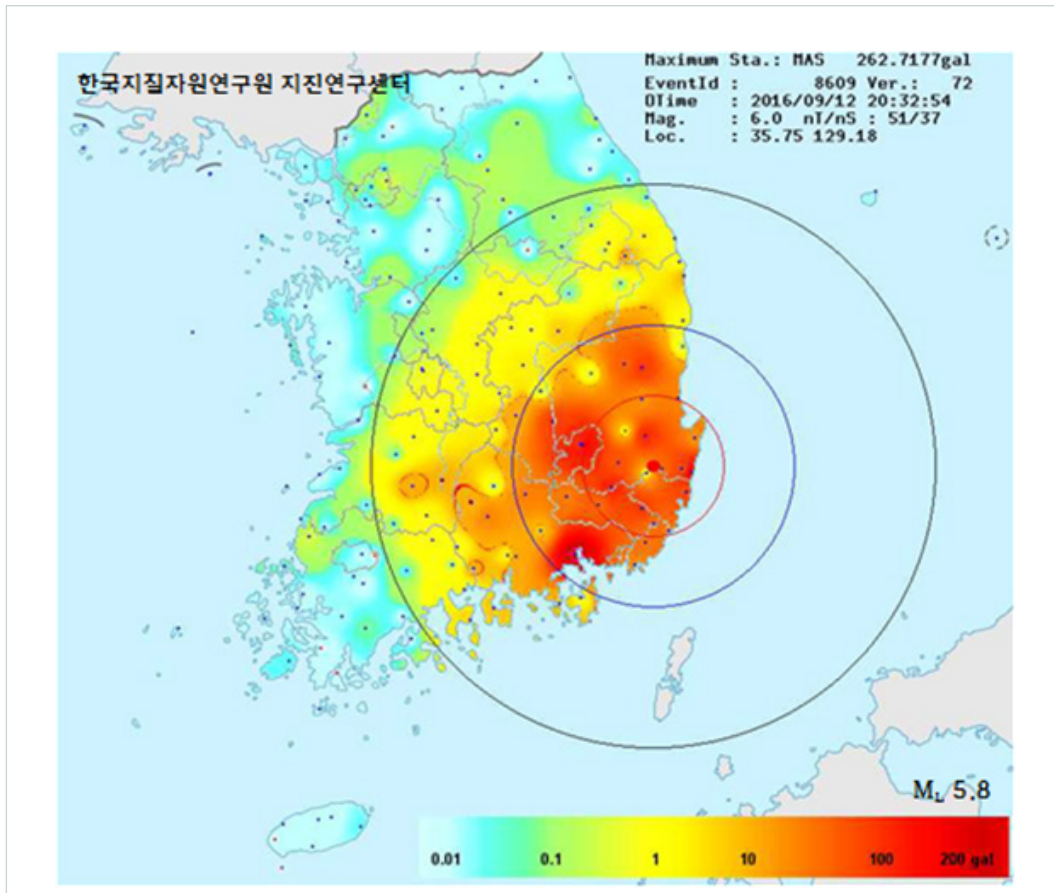 한국지질자원연구원 지진연구센터
Maximum Sta.: MAS 262.7177gal
EventId : 8609 Ver.: 72
OTime : 2016/09/12 20:32:54
Mag. : 6.0 nT/nS : 51/37
Loc. : 35.75 129.18
ML 5.8
0.01 0.1 1 10 100 200 gal